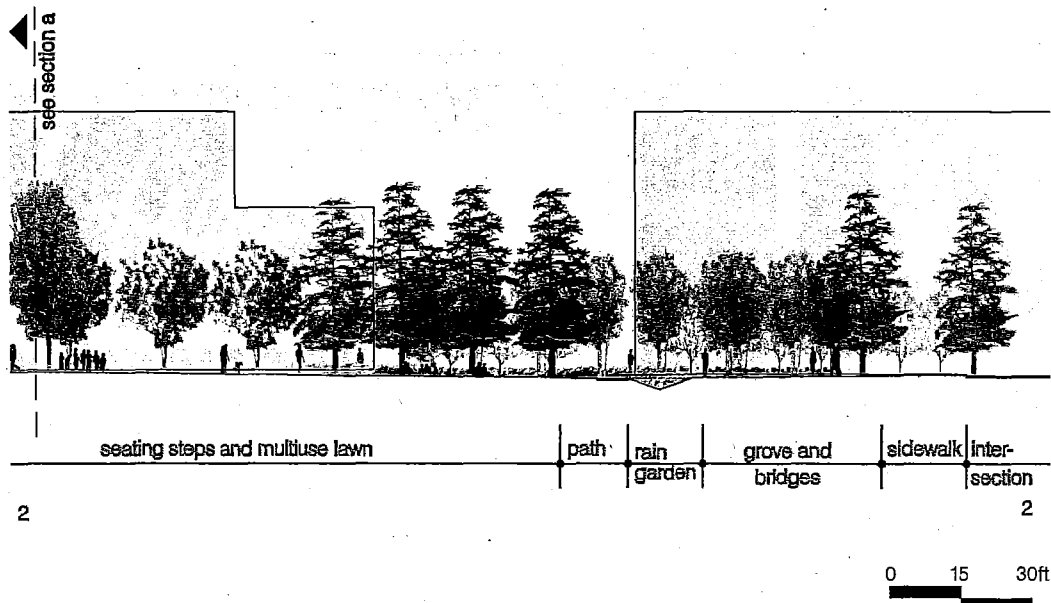 see section a
seating steps and multiuse lawn
path
rain
garden
grove and
bridges
sidewalk
inter-
section
2
2
0 15 30ft